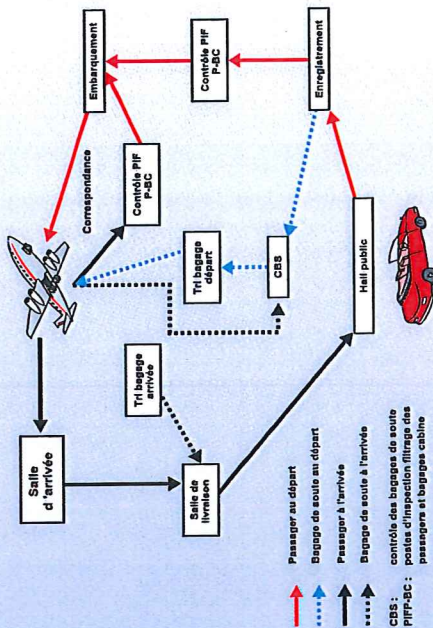 Embarquement
Contrôle PIF
P-BC
Enregistrement
Correspondance
Contrôle PIF
P-BC
Tri bagage
départ
CBS
Hall public
Tri bagage
arrivée
Salle
d'arrivée
Salle de
livraison
Passager au départ
Bagage de soute au départ
Passager à l'arrivée
Bagage de soute à l'arrivée
CBS : contrôle des bagages de soute
PIFP-BC : postes d'inspection filtrage des
passagers et bagages cabine